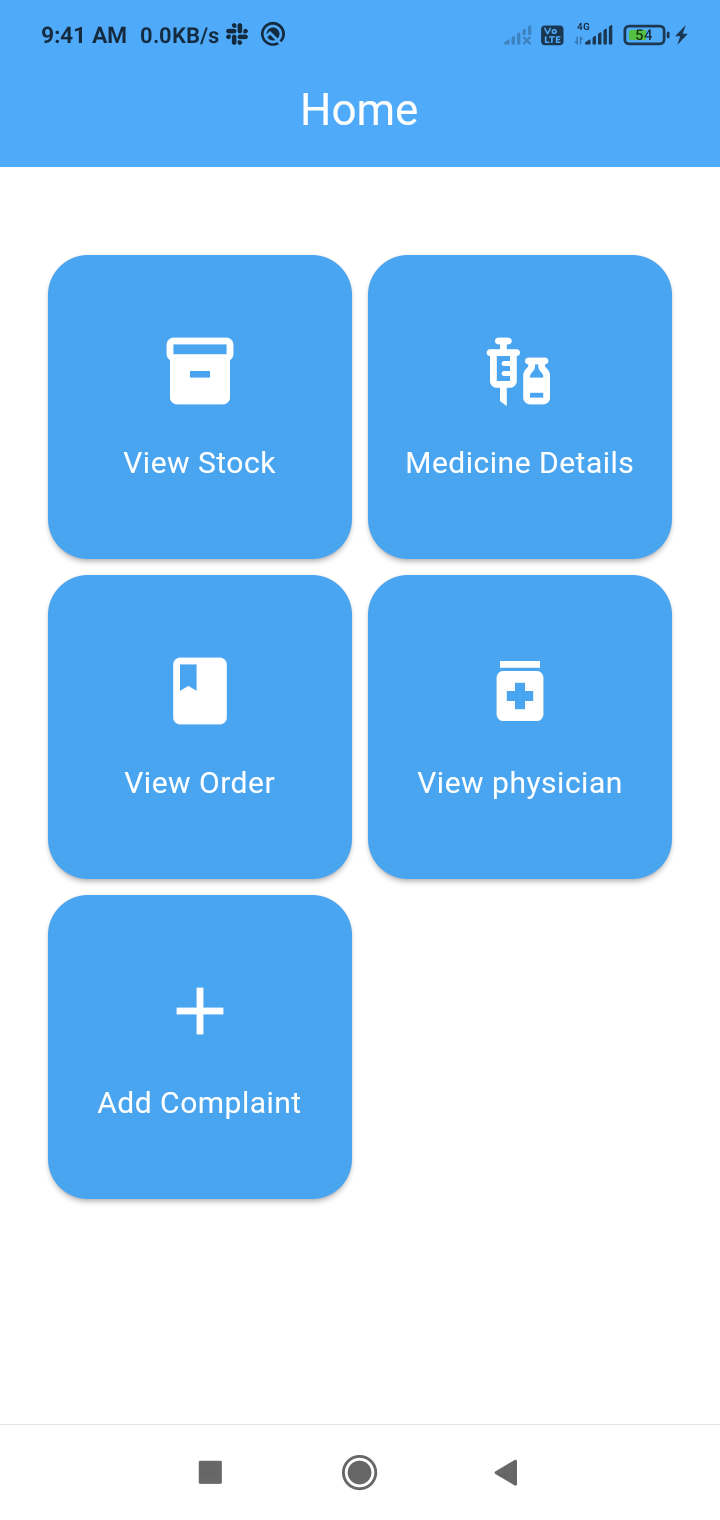 9:41 AM 0.0KB/s
Vo LTE 4G 54
Home
View Stock
Medicine Details
View Order
View physician
Add Complaint